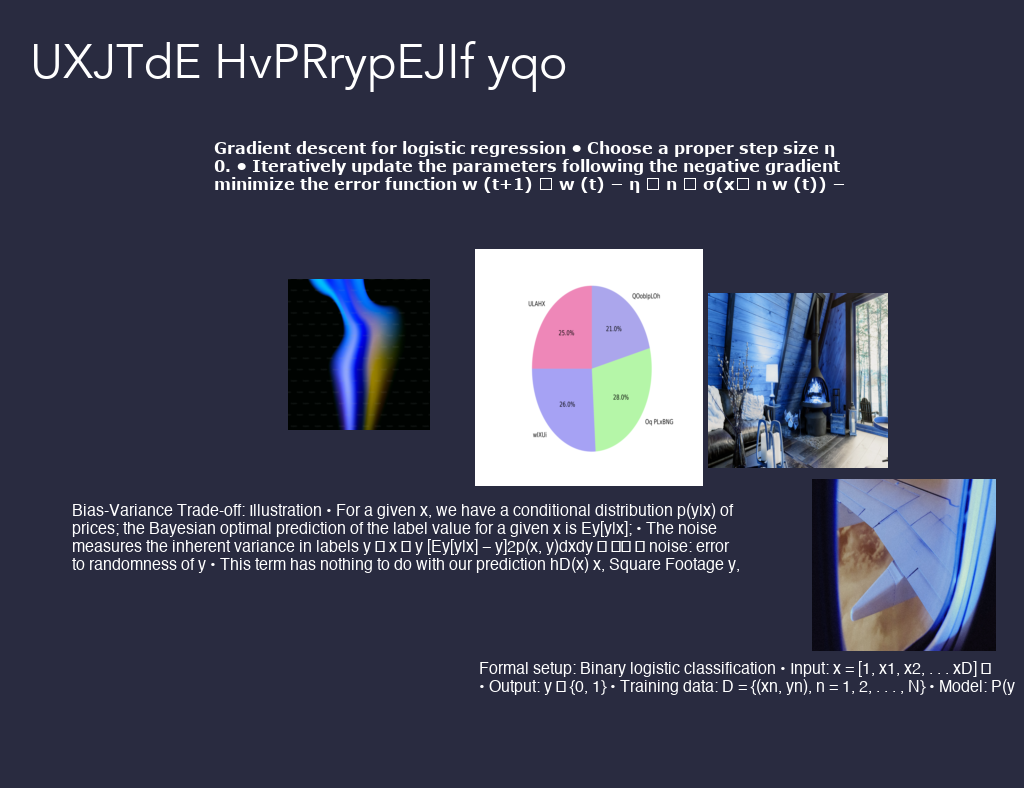 UXJTdE HvPRrypEJIf yqo
Gradient descent for logistic regression • Choose a proper step size η
0. • Iteratively update the parameters following the negative gradient
minimize the error function w (t+1) □ w (t) − η □ n □ σ(x□ n w (t)) −
ULAHX
QOobIpLOh
25.0%
21.0%
26.0%
28.0%
wIXUi
Oq PLxBNG
Bias-Variance Trade-off: Illustration • For a given x, we have a conditional distribution p(y|x) of
prices; the Bayesian optimal prediction of the label value for a given x is Ey[y|x]; • The noise
measures the inherent variance in labels y □ x □ y [Ey[y|x] − y]2p(x, y)dxdy □ □□ □ noise: error
to randomness of y • This term has nothing to do with our prediction hD(x) x, Square Footage y,
Formal setup: Binary logistic classification • Input: x = [1, x1, x2, . . . xD] □
• Output: y □ {0, 1} • Training data: D = {(xn, yn), n = 1, 2, . . . , N} • Model: P(y